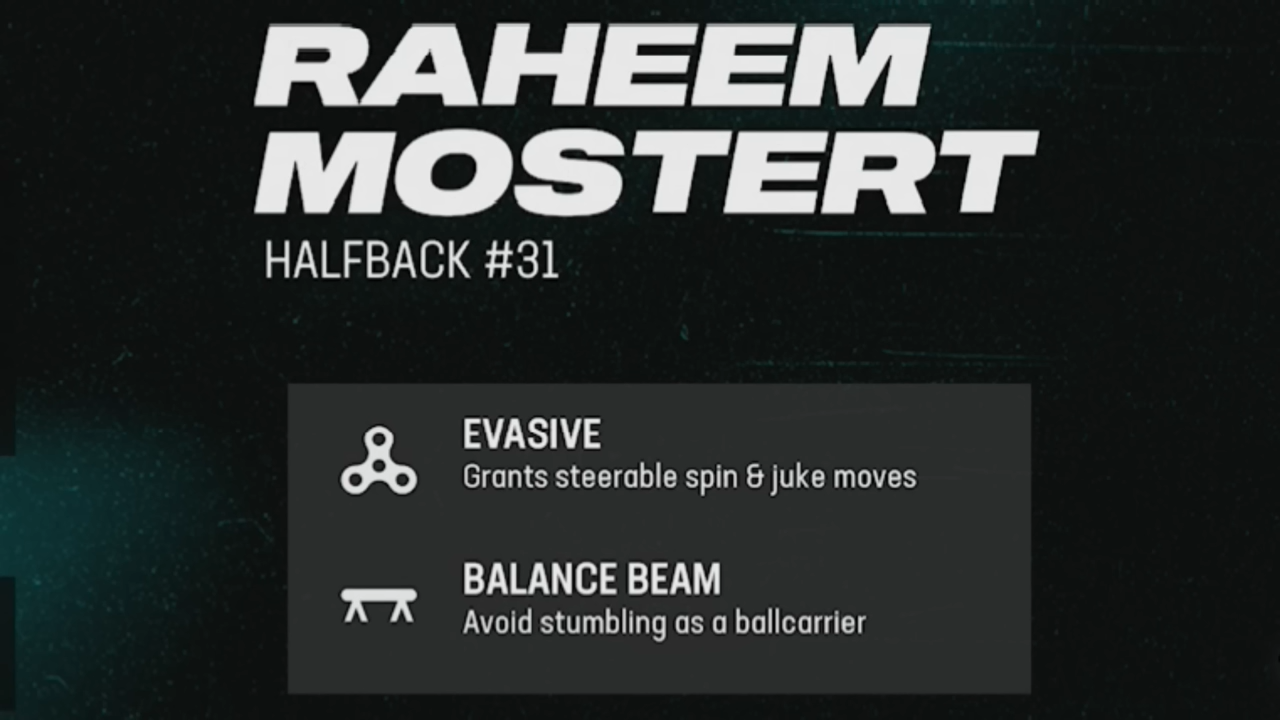 RAHEEM
MOSTERT
HALFBACK #31
EVASIVE
Grants steerable spin & juke moves
BALANCE BEAM
Avoid stumbling as a ballcarrier